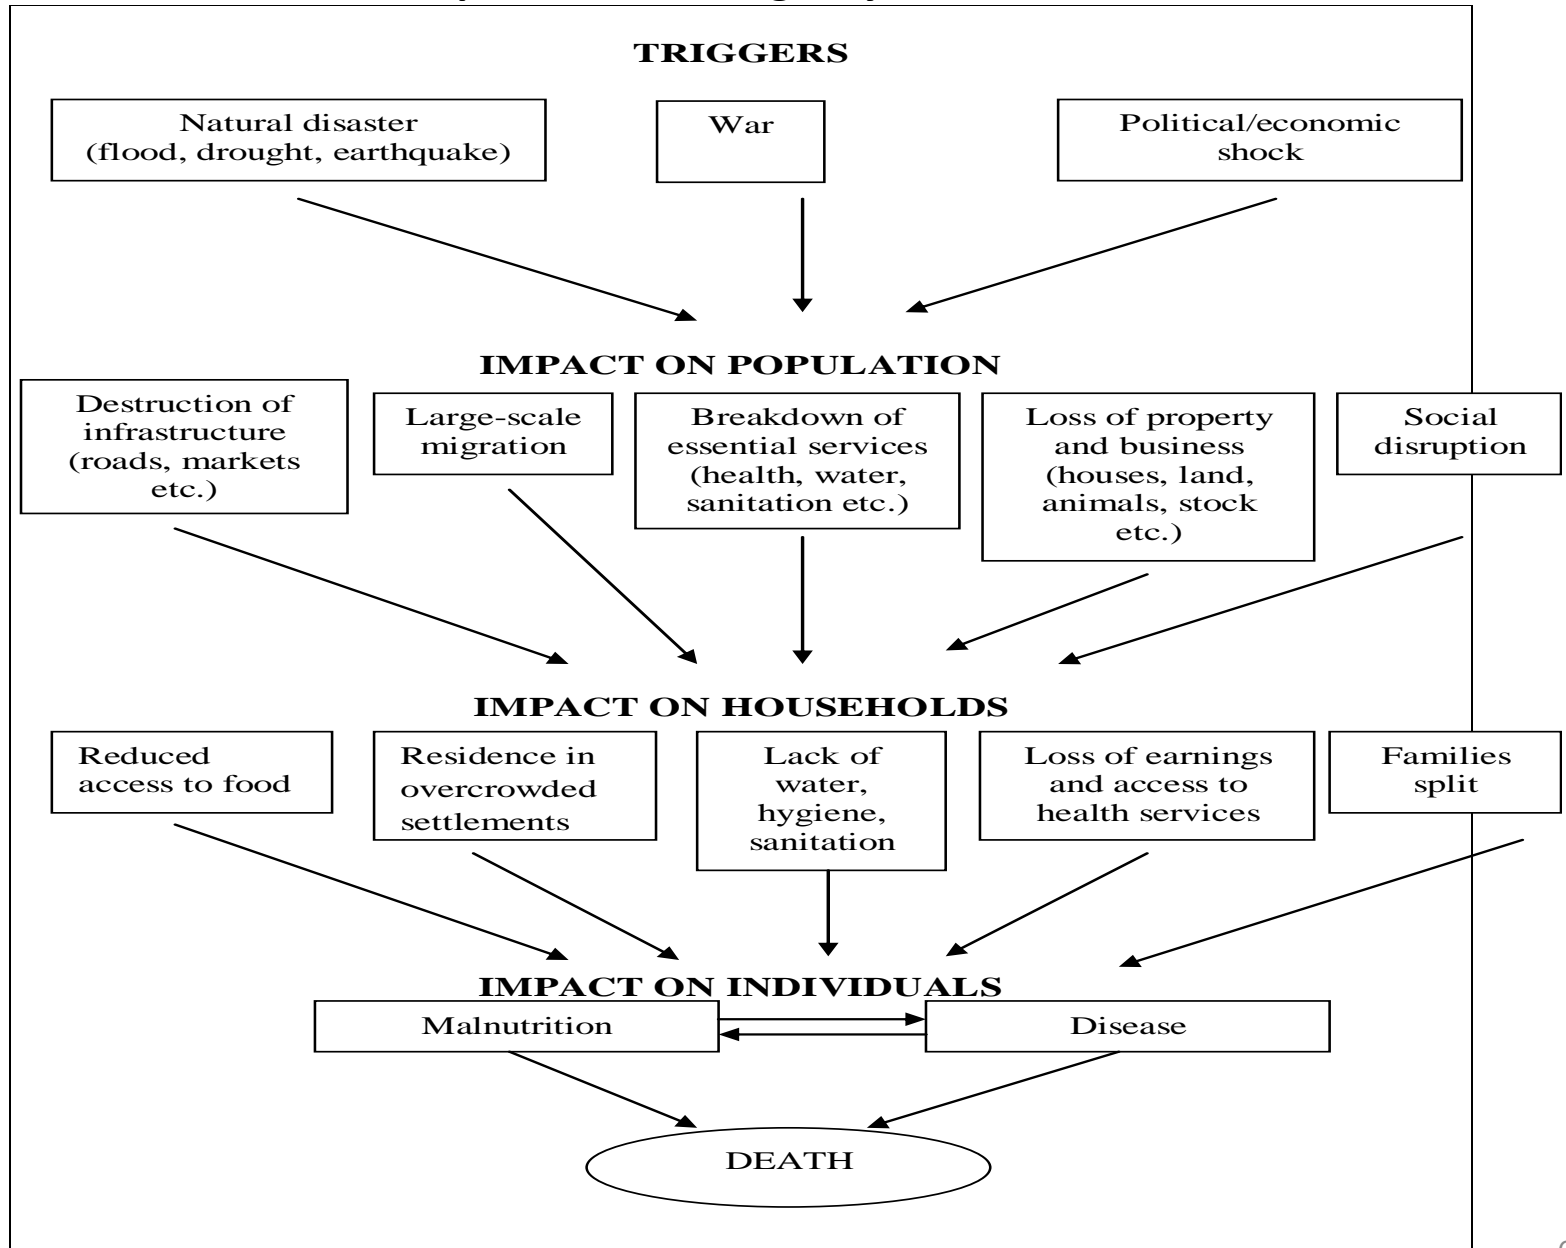 TRIGGERS
Natural disaster
(flood, drought, earthquake)
War
Political/economic
shock
IMPACT ON POPULATION
Destruction of
infrastructure
(roads, markets
etc.)
Large-scale
migration
Breakdown of
essential services
(health, water,
sanitation etc.)
Loss of property
and business
(houses, land,
animals, stock
etc.)
Social
disruption
IMPACT ON HOUSEHOLDS
Reduced
access to food
Residence in
overcrowded
settlements
Lack of
water,
hygiene,
sanitation
Loss of earnings
and access to
health services
Families
split
IMPACT ON INDIVIDUALS
Malnutrition
Disease
DEATH